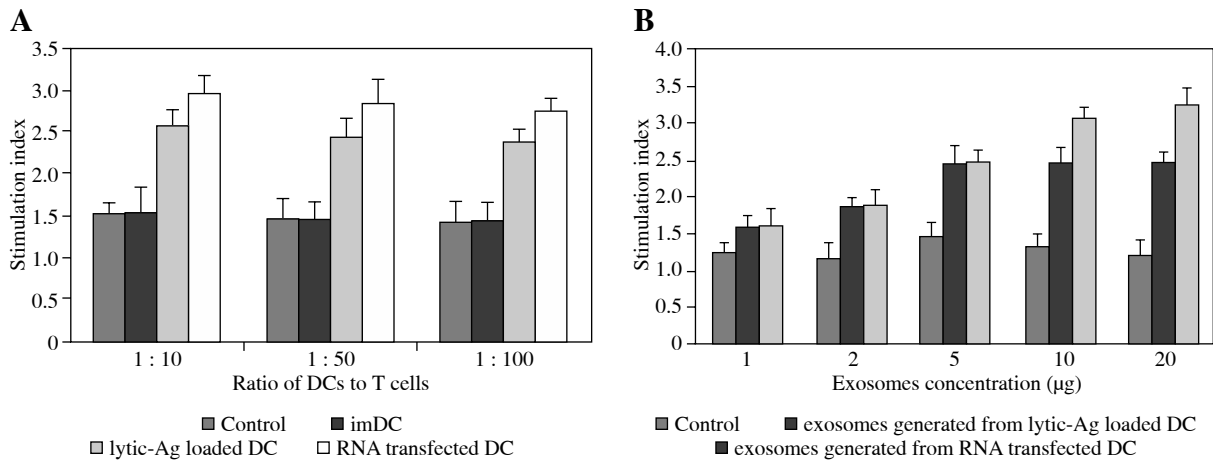 A
Stimulation index
3.5
3.0
2.5
2.0
1.5
1.0
0.5
0
1 : 10
1 : 50
1 : 100
Ratio of DCs to T cells
Control
imDC
lytic-Ag loaded DC
RNA transfected DC
B
Stimulation index
4.0
3.5
3.0
2.5
2.0
1.5
1.0
0.5
0
1
2
5
10
20
Exosomes concentration (µg)
Control
exosomes generated from lytic-Ag loaded DC
exosomes generated from RNA transfected DC